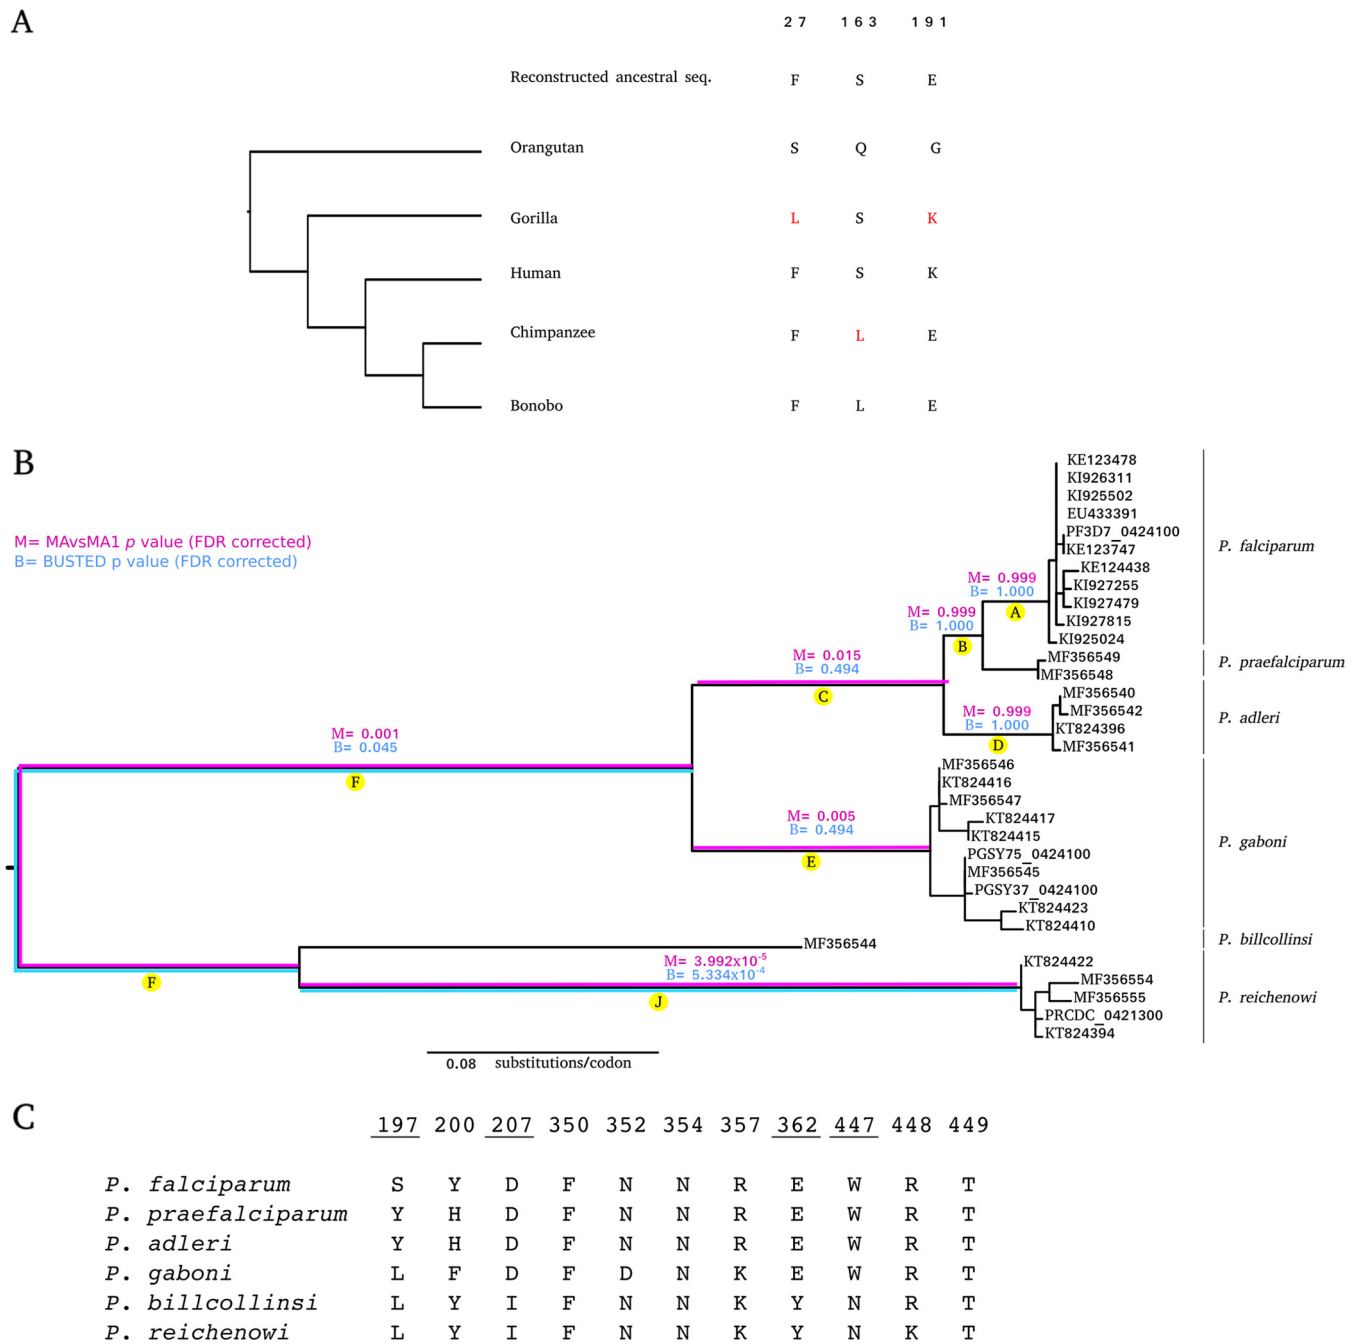 A
27 163 191
Reconstructed ancestral seq. F S E
Orangutan S Q G
Gorilla L S K
Human F S K
Chimpanzee F L E
Bonobo F L E
B
M= MAvsMA1 p value (FDR corrected)
B= BUSTED p value (FDR corrected)
KE123478
KI926311
KI925502
EU433391
PF3D7_0424100
KE123747
KE124438
KI927255
KI927479
KI927815
KI925024
P. falciparum
M= 0.999
B= 1.000
A
M= 0.999
B= 1.000
B
MF356549
MF356548
P. praefalciparum
M= 0.015
B= 0.494
C
MF356540
MF356542
KT824396
MF356541
P. adleri
M= 0.999
B= 1.000
D
M= 0.001
B= 0.045
F
MF356546
KT824416
MF356547
KT824417
KT824415
PGSY75_0424100
MF356545
PGSY37_0424100
KT824423
KT824410
P. gaboni
M= 0.005
B= 0.494
E
MF356544
P. billcollinsi
M= 3.992x10-5
B= 5.334x10-4
J
F
KT824422
MF356554
MF356555
PRCDC_0421300
KT824394
P. reichenowi
0.08 substitutions/codon
C
197 200 207 350 352 354 357 362 447 448 449
P. falciparum S Y D F N N R E W R T
P. praefalciparum Y H D F N N R E W R T
P. adleri Y H D F N N R E W R T
P. gaboni L F D F D N K E W R T
P. billcollinsi L Y I F N N K Y N R T
P. reichenowi L Y I F N N K Y N K T